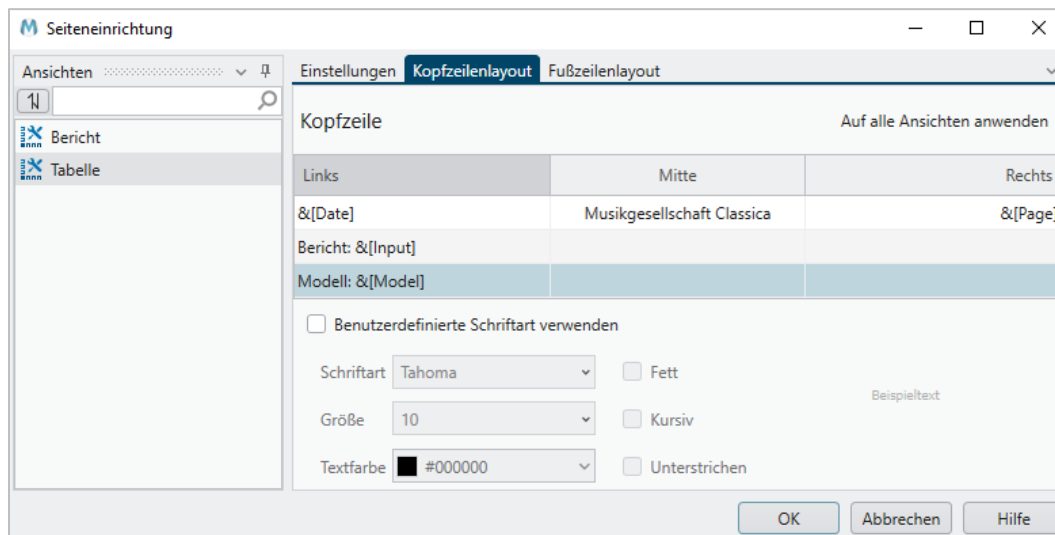 Seiteneinrichtung
Ansichten
Bericht
Tabelle
Einstellungen Kopfzeilenlayout Fußzeilenlayout
Kopfzeile Auf alle Ansichten anwenden
Links Mitte Rechts
&[Date] Musikgesellschaft Classica &[Page]
Bericht: &[Input]
Modell: &[Model]
Benutzerdefinierte Schriftart verwenden
Schriftart Tahoma Fett
Beispieltext
Größe 10 Kursiv
Textfarbe #000000 Unterstrichen
OK Abbrechen Hilfe